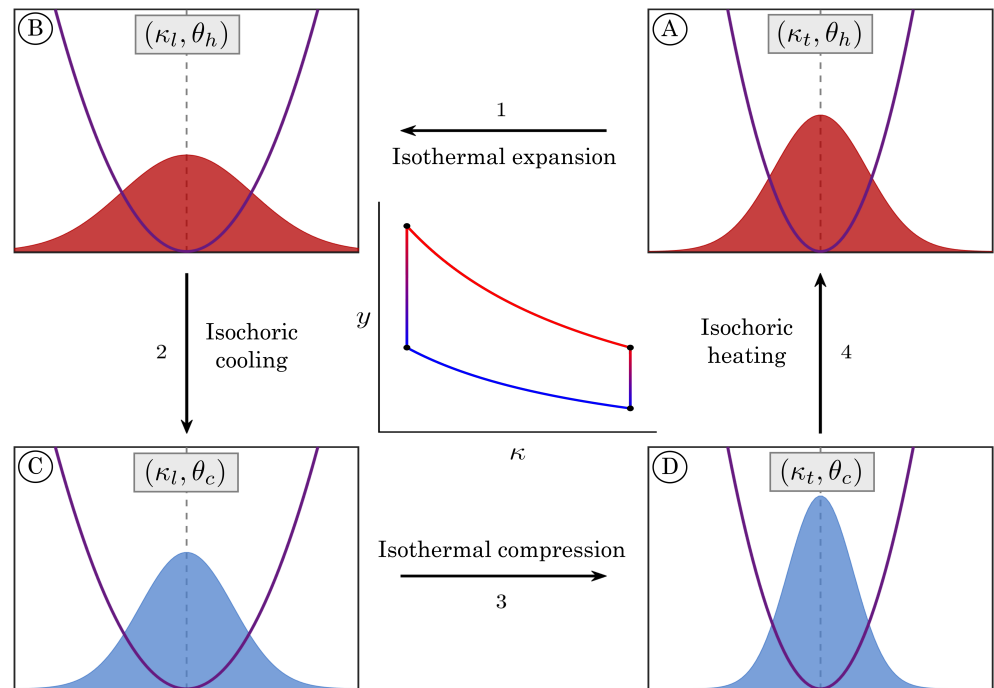 B
(κ_l, θ_h)
A
(κ_t, θ_h)
1
Isothermal expansion
2
Isochoric
cooling
y
κ
Isochoric
heating
4
C
(κ_l, θ_c)
D
(κ_t, θ_c)
Isothermal compression
3